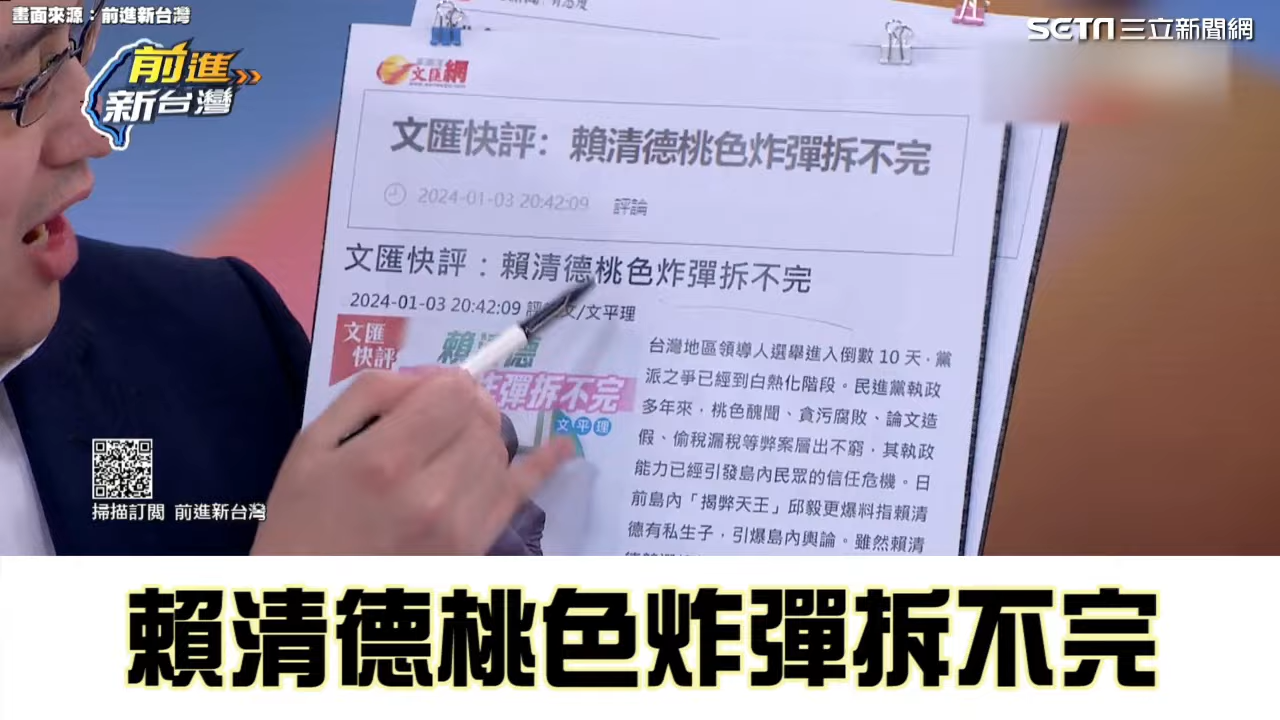 畫面來源：前進新台灣
SETN三立新聞網
前進
新台灣
文匯網
文匯快評：賴清德桃色炸彈拆不完
2024-01-03 20:42:09 評論
文匯快評：賴清德桃色炸彈拆不完
2024-01-03 20:42:09 文/文平理
文匯
快評
賴清德
炸彈拆不完
文平理
台灣地區領導人選舉進入倒數 10 天，黨
派之爭已經到白熱化階段。民進黨執政
多年來，桃色醜聞、貪污腐敗、論文造
假、偷稅漏稅等弊案層出不窮，其執政
能力已經引發島內民眾的信任危機。日
前島內「揭弊天王」邱毅更爆料指賴清
德有私生子，引爆島內輿論。雖然賴清
掃描訂閱 前進新台灣
賴清德桃色炸彈拆不完